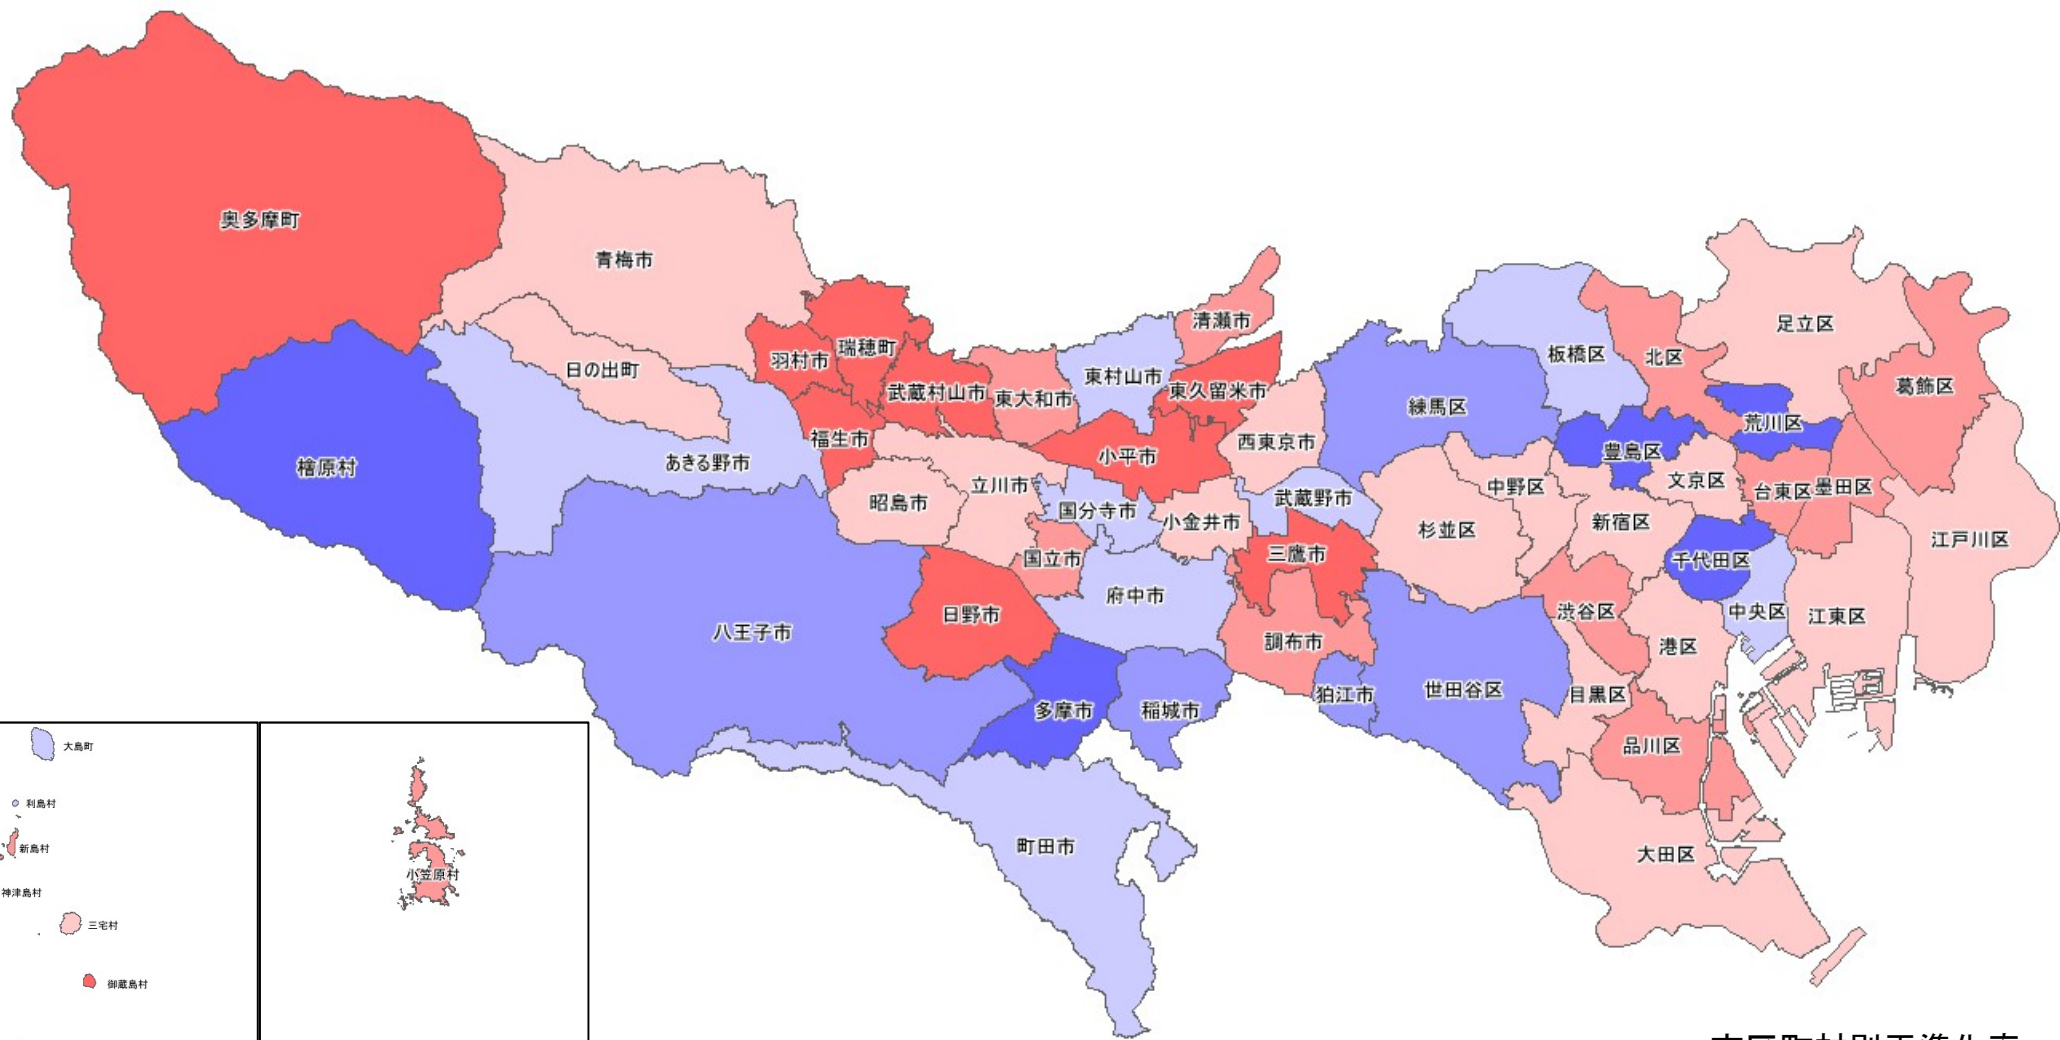 奥多摩町
青梅市
日の出町
檜原村
あきる野市
羽村市
瑞穂町
武蔵村山市
東大和市
東村山市
清瀬市
東久留米市
福生市
小平市
西東京市
昭島市
立川市
国分寺市
小金井市
武蔵野市
国立市
三鷹市
府中市
日野市
八王子市
調布市
多摩市
稲城市
狛江市
町田市
練馬区
板橋区
北区
足立区
葛飾区
荒川区
豊島区
文京区
台東区
墨田区
中野区
杉並区
新宿区
千代田区
江戸川区
中央区
江東区
渋谷区
港区
世田谷区
目黒区
品川区
大田区
大島町
利島村
新島村
神津島村
三宅村
御蔵島村
小笠原村